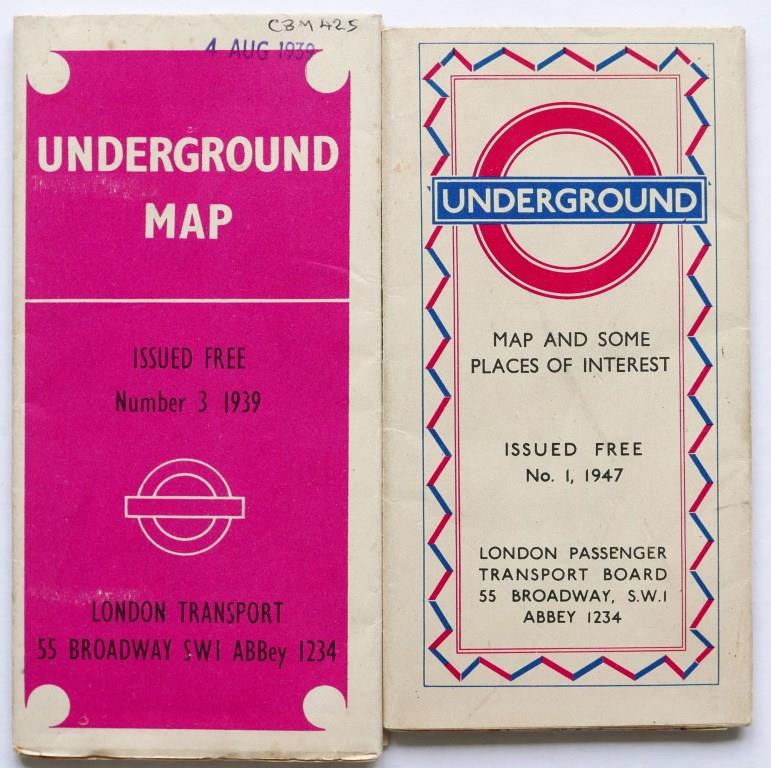 CBM 425
4 AUG 1939
UNDERGROUND
MAP
ISSUED FREE
Number 3 1939
LONDON TRANSPORT
55 BROADWAY SW1 ABBey 1234
UNDERGROUND
MAP AND SOME
PLACES OF INTEREST
ISSUED FREE
No. 1, 1947
LONDON PASSENGER
TRANSPORT BOARD
55 BROADWAY, S.W.1
ABBEY 1234